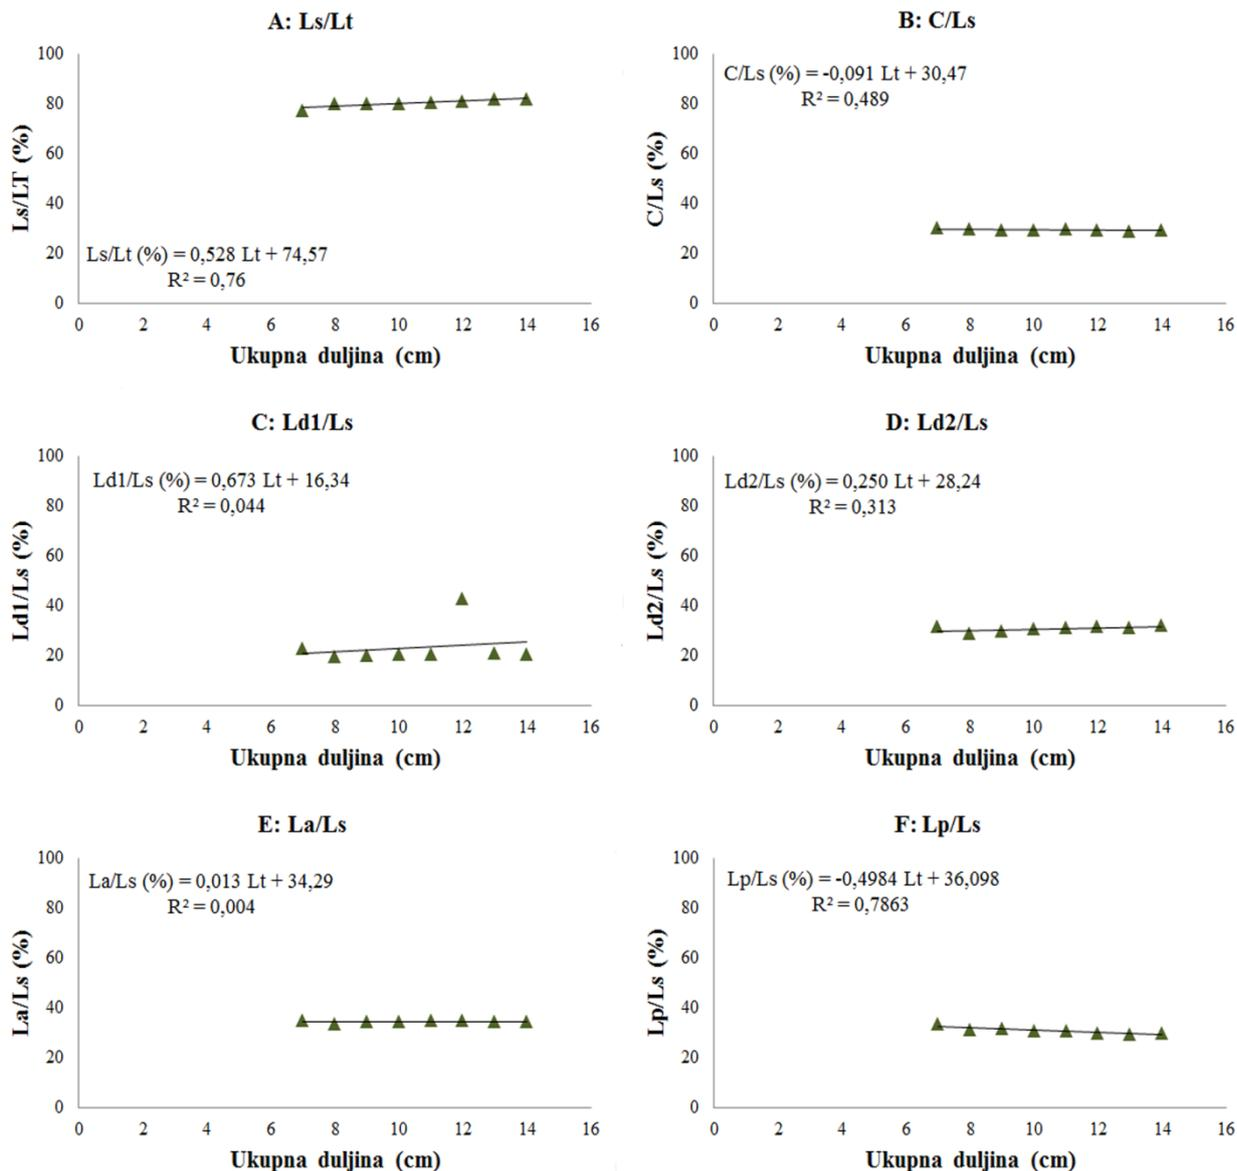 A: Ls/Lt
100
80
60
40
20
0
Ls/LT (%)
Ls/Lt (%) = 0,528 Lt + 74,57
R² = 0,76
0 2 4 6 8 10 12 14 16
Ukupna duljina (cm)
B: C/Ls
100
80
60
40
20
0
C/Ls (%)
C/Ls (%) = -0,091 Lt + 30,47
R² = 0,489
0 2 4 6 8 10 12 14 16
Ukupna duljina (cm)
C: Ld1/Ls
100
80
60
40
20
0
Ld1/Ls (%)
Ld1/Ls (%) = 0,673 Lt + 16,34
R² = 0,044
0 2 4 6 8 10 12 14 16
Ukupna duljina (cm)
D: Ld2/Ls
100
80
60
40
20
0
Ld2/Ls (%)
Ld2/Ls (%) = 0,250 Lt + 28,24
R² = 0,313
0 2 4 6 8 10 12 14 16
Ukupna duljina (cm)
E: La/Ls
100
80
60
40
20
0
La/Ls (%)
La/Ls (%) = 0,013 Lt + 34,29
R² = 0,004
0 2 4 6 8 10 12 14 16
Ukupna duljina (cm)
F: Lp/Ls
100
80
60
40
20
0
Lp/Ls (%)
Lp/Ls (%) = -0,4984 Lt + 36,098
R² = 0,7863
0 2 4 6 8 10 12 14 16
Ukupna duljina (cm)